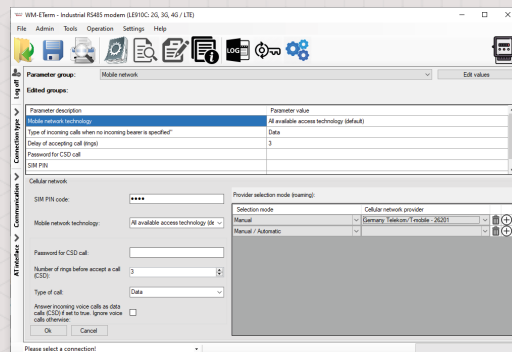 WM-ETerm - Industrial RS485 modem (LE910C: 2G, 3G, 4G / LTE)
File Admin Tools Operation Settings Help
LOG
Log off
Parameter group: Mobile network Edit values
Edited groups:
Connection type
Parameter description Parameter value
Mobile network technology All available access technology (default)
Type of incoming calls when no incoming bearer is specified" Data
Delay of accepting call (rings) 3
Password for CSD call
SIM PIN
Communication
Cellular network
SIM PIN code: ●●●●
Provider selection mode (roaming):
Selection mode Cellular network provider
Manual Germany Telekom/T-mobile - 26201
Mobile network technology: All available access technology (de
Manual / Automatic
AT interface
Password for CSD call:
Number of rings before accept a call (CSD): 3
Type of call: Data
Answer incoming voice calls as data
calls (CSD) if set to true. Ignore voice
calls otherwise:
Ok Cancel
Please select a connection!